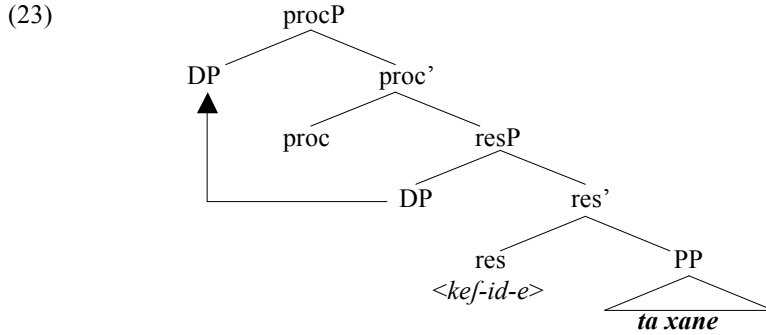 (23) procP
DP proc’
proc resP
DP res’
res PP
<keʃ-id-e>
ta xane